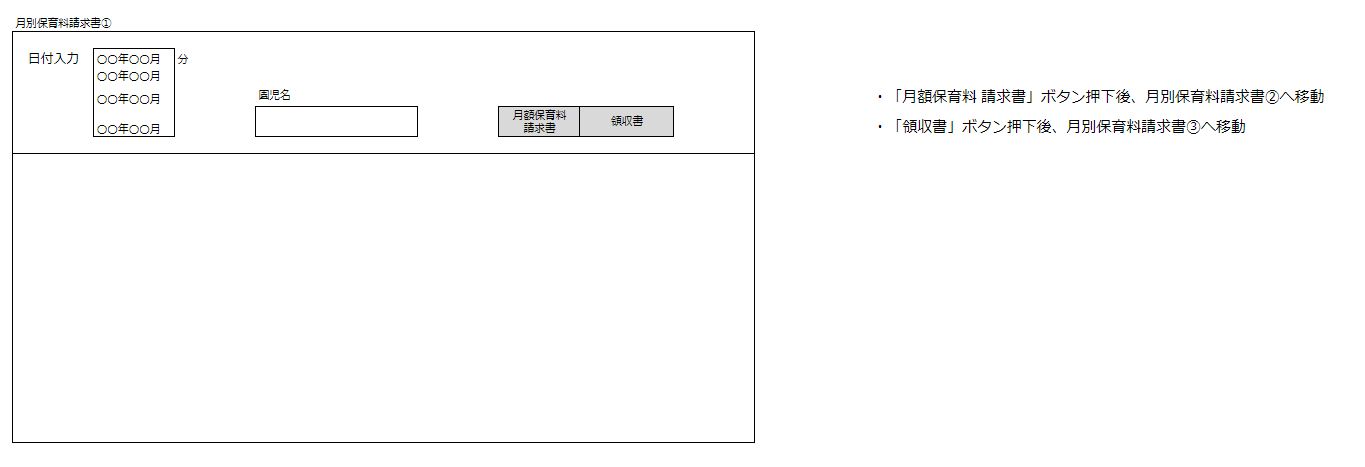 月別保育料請求書①
日付入力
〇〇年〇〇月 分
〇〇年〇〇月
〇〇年〇〇月
〇〇年〇〇月
園児名
月額保育料
請求書
領収書
・「月額保育料 請求書」ボタン押下後、月別保育料請求書②へ移動
・「領収書」ボタン押下後、月別保育料請求書③へ移動